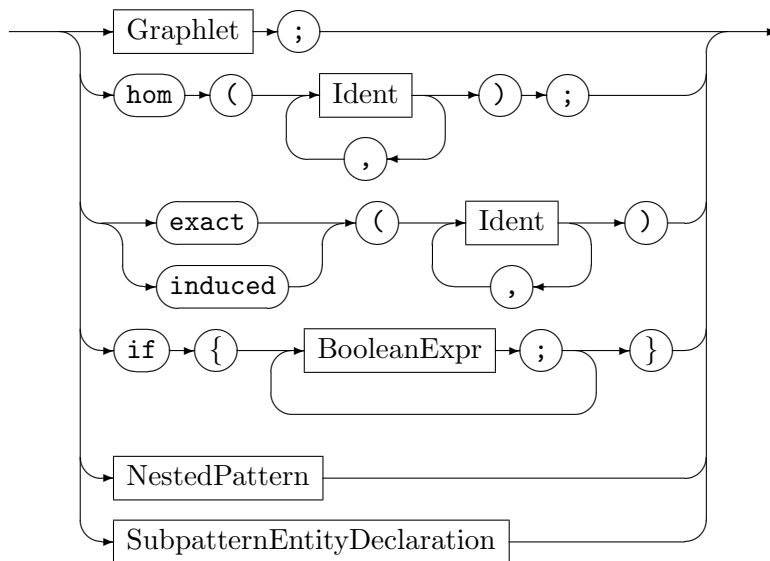 Graphlet ;
hom ( Ident ) ;
,
exact ( Ident )
induced ,
if { BooleanExpr ; }
NestedPattern
SubpatternEntityDeclaration